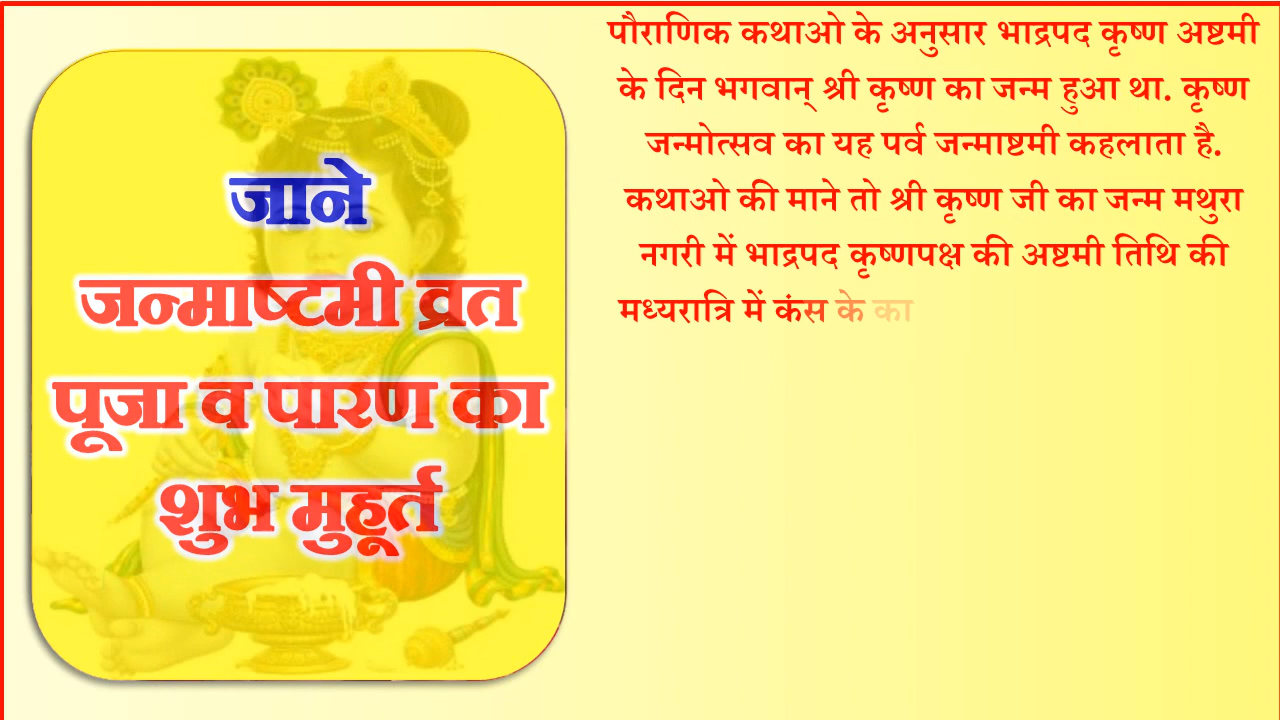 जाने
जन्माष्टमी व्रत
पूजा व पारण का
शुभ मुहूर्त
पौराणिक कथाओ के अनुसार भाद्रपद कृष्ण अष्टमी
के दिन भगवान् श्री कृष्ण का जन्म हुआ था. कृष्ण
जन्मोत्सव का यह पर्व जन्माष्टमी कहलाता है.
कथाओ की माने तो श्री कृष्ण जी का जन्म मथुरा
नगरी में भाद्रपद कृष्णपक्ष की अष्टमी तिथि की
मध्यरात्रि में कंस के का